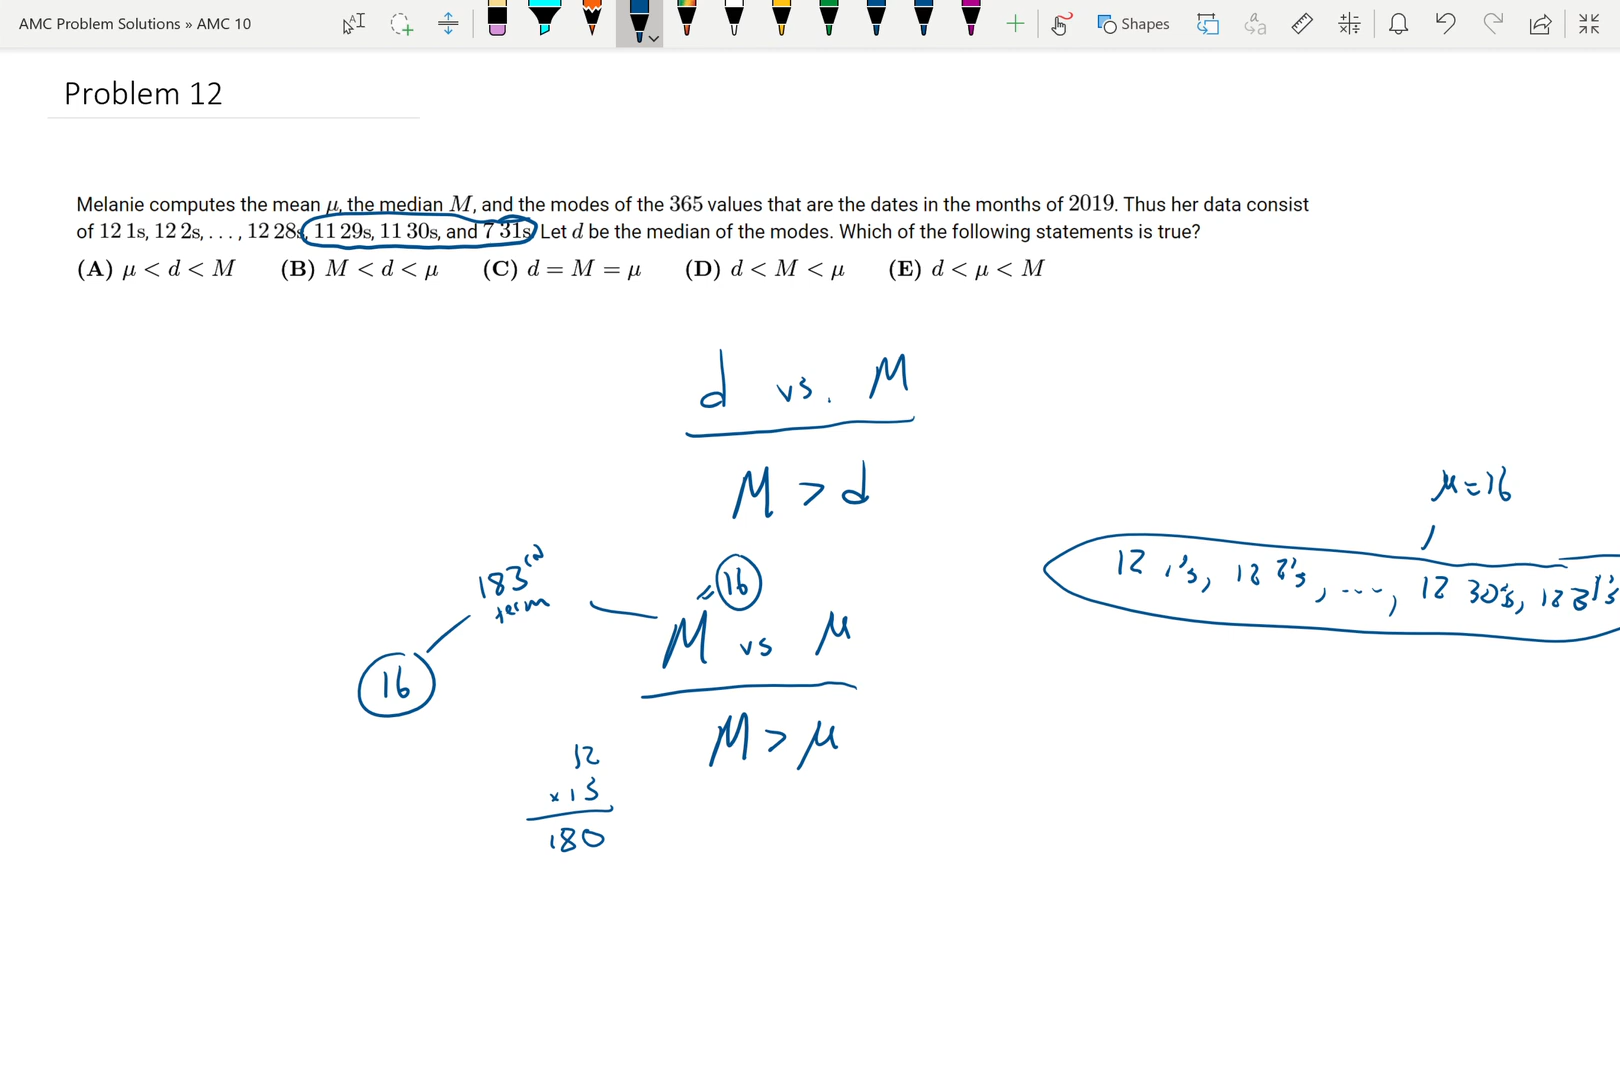 AMC Problem Solutions » AMC 10
Shapes
Problem 12
Melanie computes the mean μ, the median M, and the modes of the 365 values that are the dates in the months of 2019. Thus her data consist
of 12 1s, 12 2s, . . . , 12 28s, 11 29s, 11 30s, and 7 31s. Let d be the median of the modes. Which of the following statements is true?
(A) μ < d < M (B) M < d < μ (C) d = M = μ (D) d < M < μ (E) d < μ < M
d vs. M
M > d
μ = 16
12 1's, 12 2's, ..., 12 30's, 12 31's
183rd
term
= 16
M vs μ
16
M > μ
12
x 15
180